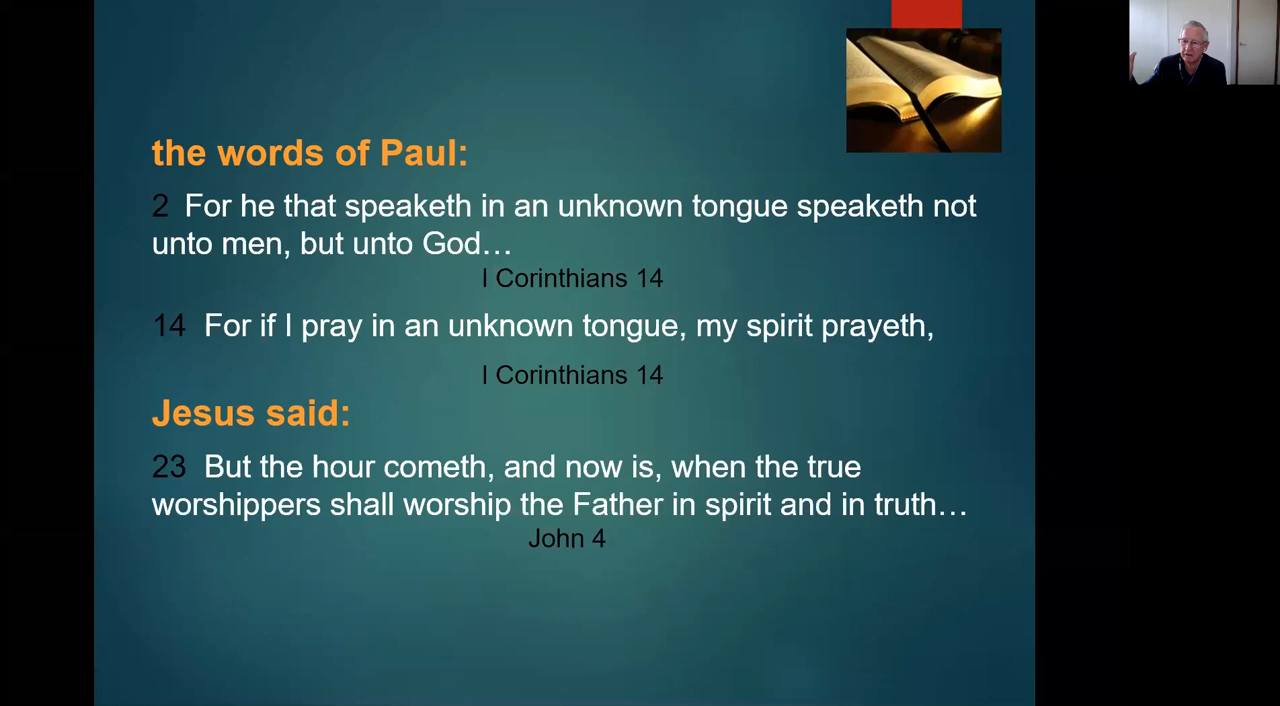 the words of Paul:
2 For he that speaketh in an unknown tongue speaketh not
unto men, but unto God…
I Corinthians 14
14 For if I pray in an unknown tongue, my spirit prayeth,
I Corinthians 14
Jesus said:
23 But the hour cometh, and now is, when the true
worshippers shall worship the Father in spirit and in truth…
John 4